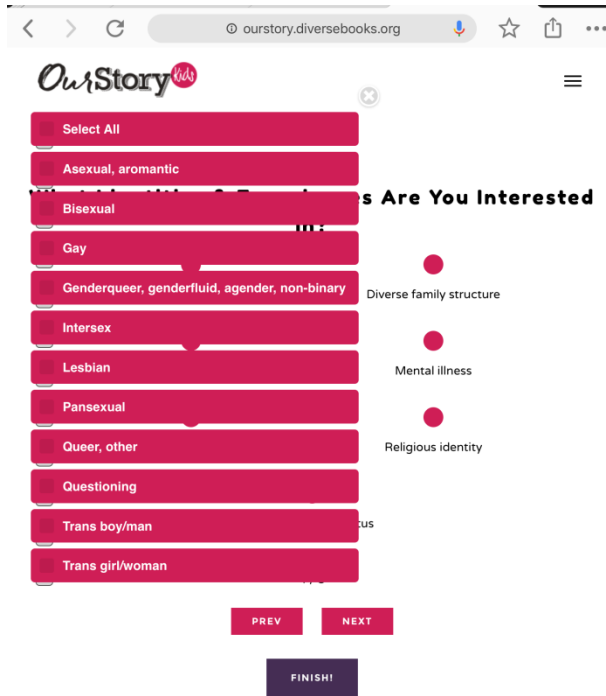 ourstory.diversebooks.org
OurStory Kids
Select All
Asexual, aromantic
es Are You Interested
Bisexual
Gay
Genderqueer, genderfluid, agender, non-binary
Diverse family structure
Intersex
Lesbian
Mental illness
Pansexual
Queer, other
Religious identity
Questioning
Trans boy/man
tus
Trans girl/woman
PREV
NEXT
FINISH!